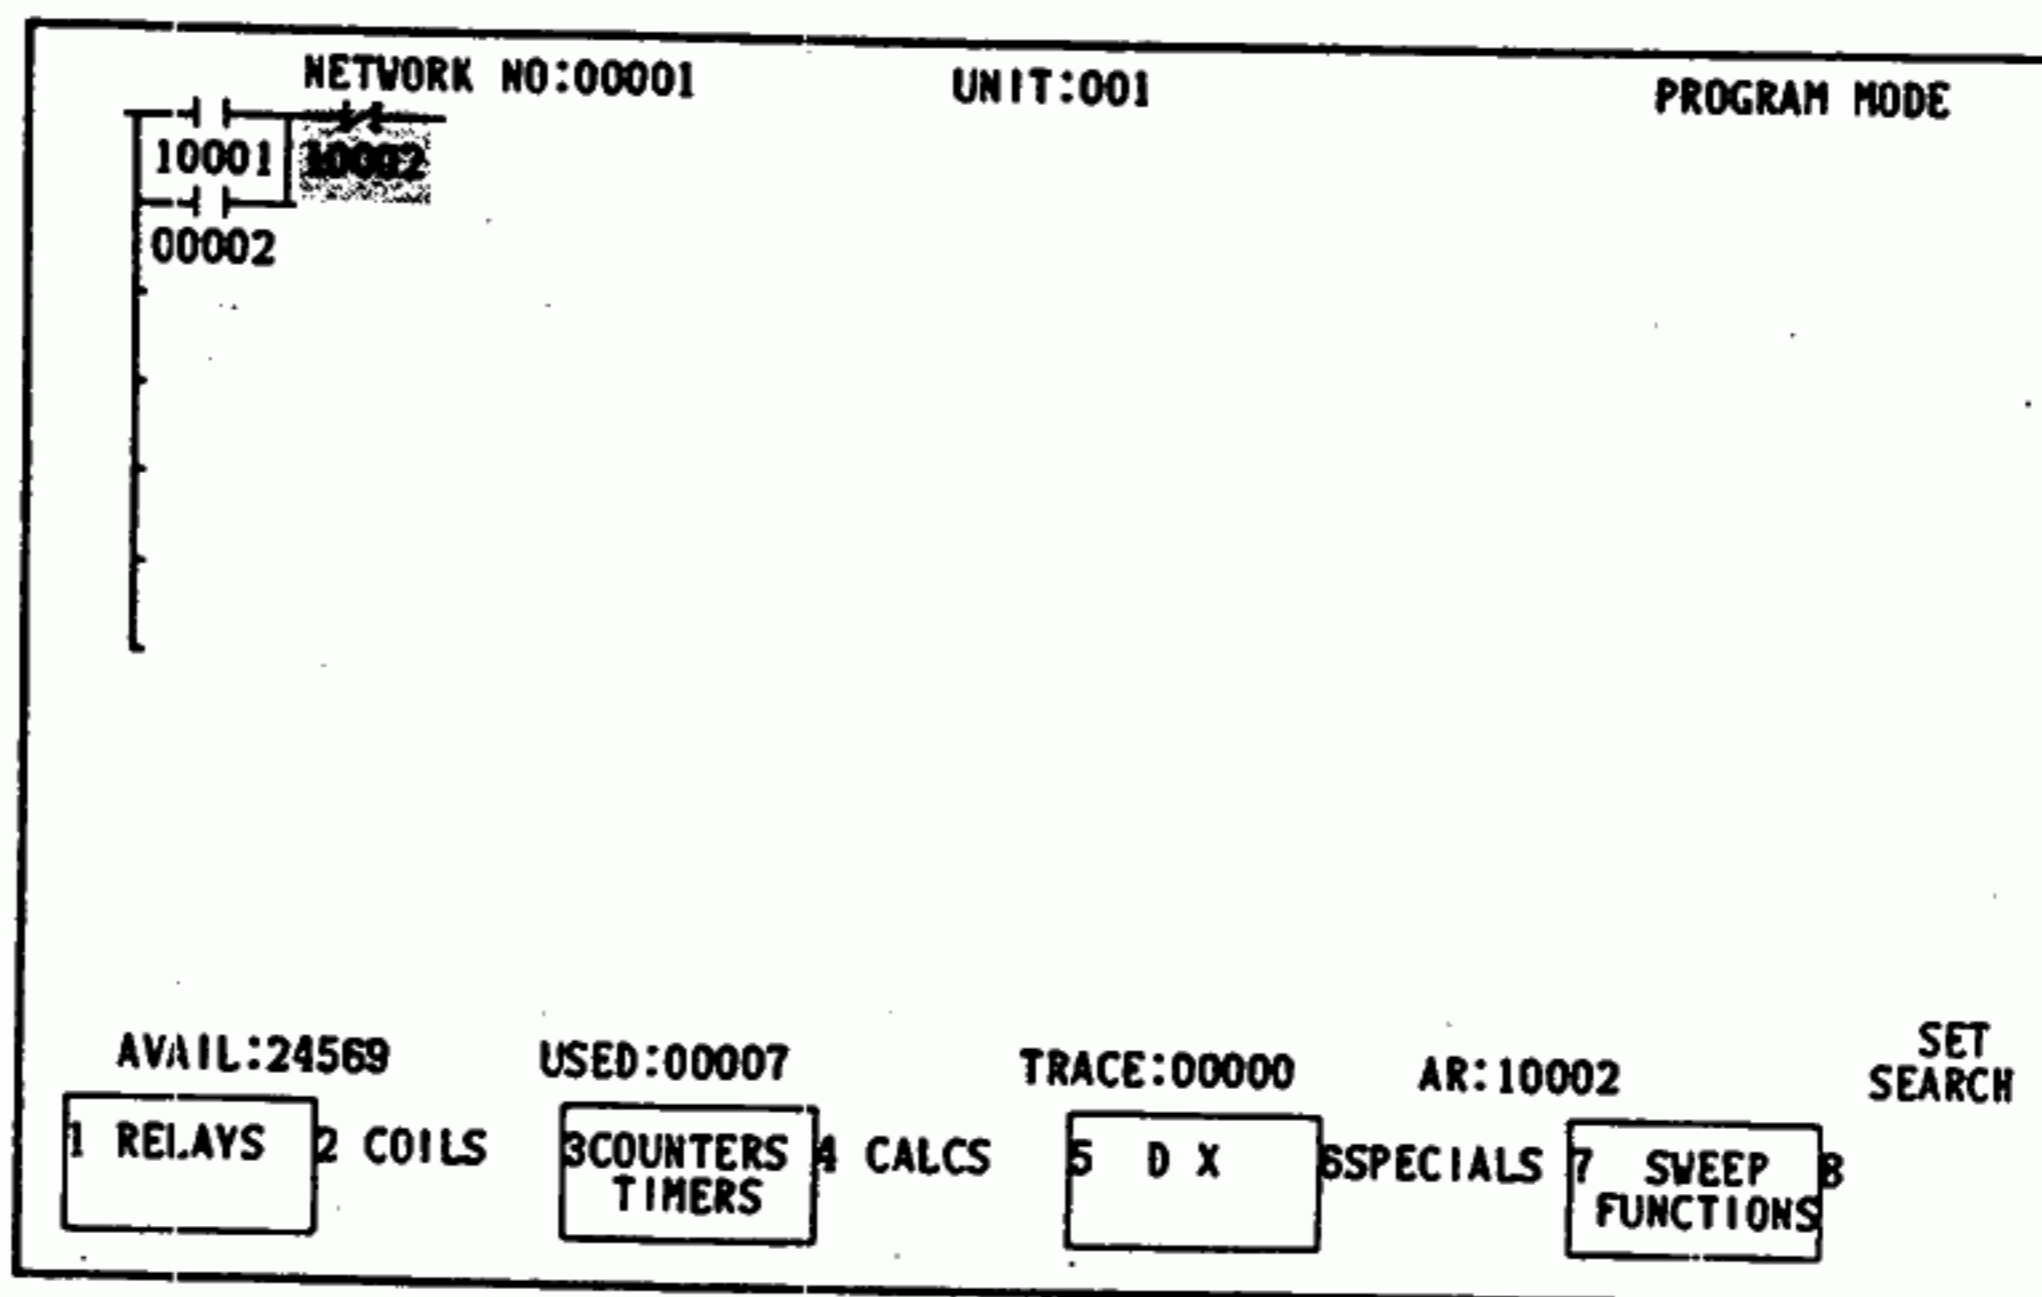 NETWORK NO:00001 UNIT:001 PROGRAM MODE
10001 10002
00002
AVAIL:24569 USED:00007 TRACE:00000 AR:10002 SET SEARCH
1 RELAYS 2 COILS 3COUNTERS TIMERS 4 CALCS 5 D X 6SPECIALS 7 SWEEP FUNCTIONS 8